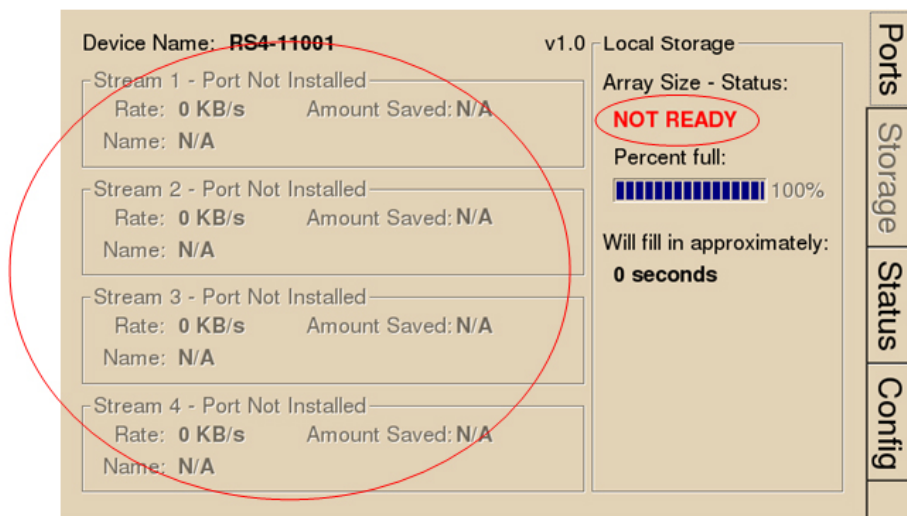 Device Name: RS4-11001 v1.0
Stream 1 - Port Not Installed
Rate: 0 KB/s Amount Saved: N/A
Name: N/A
Stream 2 - Port Not Installed
Rate: 0 KB/s Amount Saved: N/A
Name: N/A
Stream 3 - Port Not Installed
Rate: 0 KB/s Amount Saved: N/A
Name: N/A
Stream 4 - Port Not Installed
Rate: 0 KB/s Amount Saved: N/A
Name: N/A
Local Storage
Array Size - Status:
NOT READY
Percent full:
100%
Will fill in approximately:
0 seconds
Ports
Storage
Status
Config